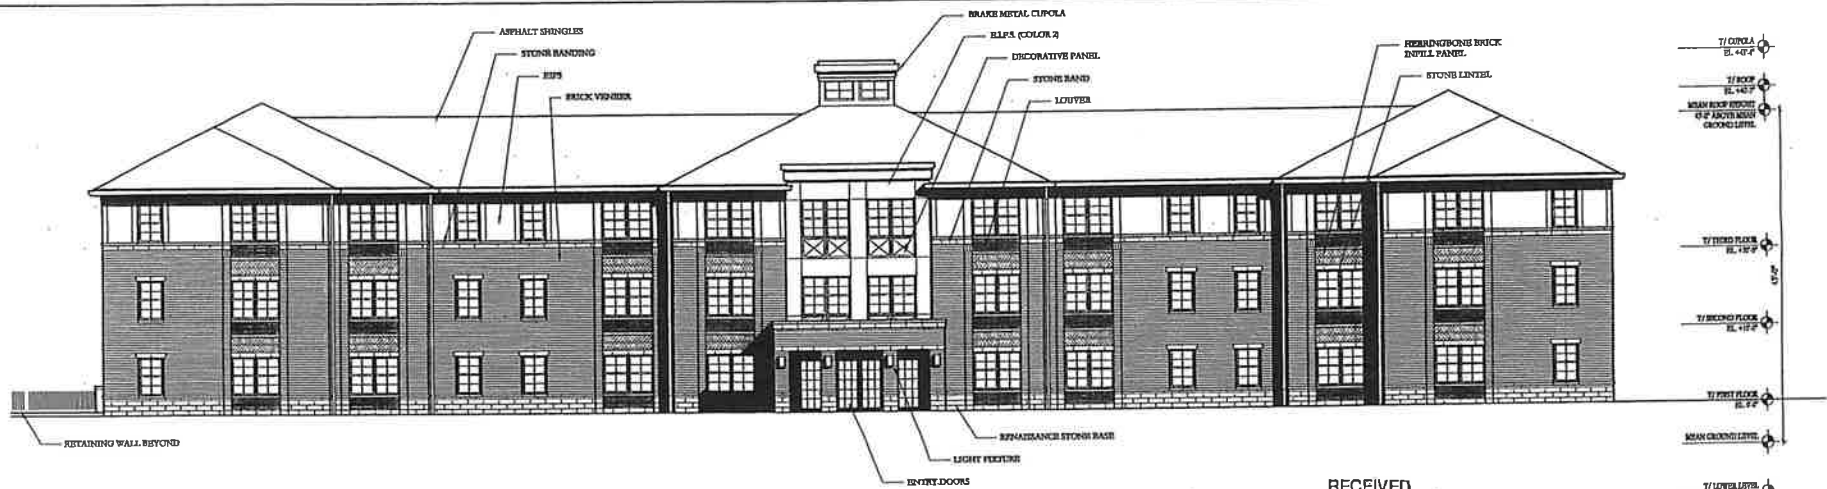 BRAKE METAL CUPOLA
E.I.F.S. (COLOR 2)
DECORATIVE PANEL
STONE BAND
LOUVER
ASPHALT SHINGLES
STONE BANDING
EIFS
BRICK VENEER
HERRINGBONE BRICK
INFILL PANEL
STONE LINTEL
T/ CUPOLA
T/ ROOF
MEAN ROOF HEIGHT
ABOVE MEAN
GROUND LEVEL
T/ THIRD FLOOR
T/ SECOND FLOOR
T/ FIRST FLOOR
MEAN GROUND LEVEL
T/ LOWER LEVEL
RETAINING WALL BEYOND
RENAISSANCE STONE BASE
LIGHT FIXTURE
ENTRY DOORS
RECEIVED